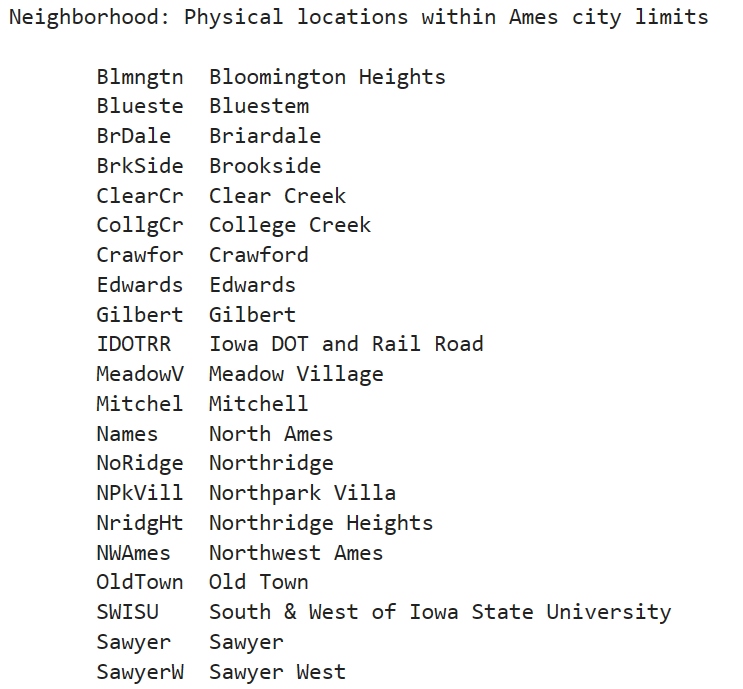 Neighborhood: Physical locations within Ames city limits
Blmngtn Bloomington Heights
Blueste Bluestem
BrDale Briardale
BrkSide Brookside
ClearCr Clear Creek
CollgCr College Creek
Crawfor Crawford
Edwards Edwards
Gilbert Gilbert
IDOTRR Iowa DOT and Rail Road
MeadowV Meadow Village
Mitchel Mitchell
Names North Ames
NoRidge Northridge
NPkVill Northpark Villa
NridgHt Northridge Heights
NWAmes Northwest Ames
OldTown Old Town
SWISU South & West of Iowa State University
Sawyer Sawyer
SawyerW Sawyer West